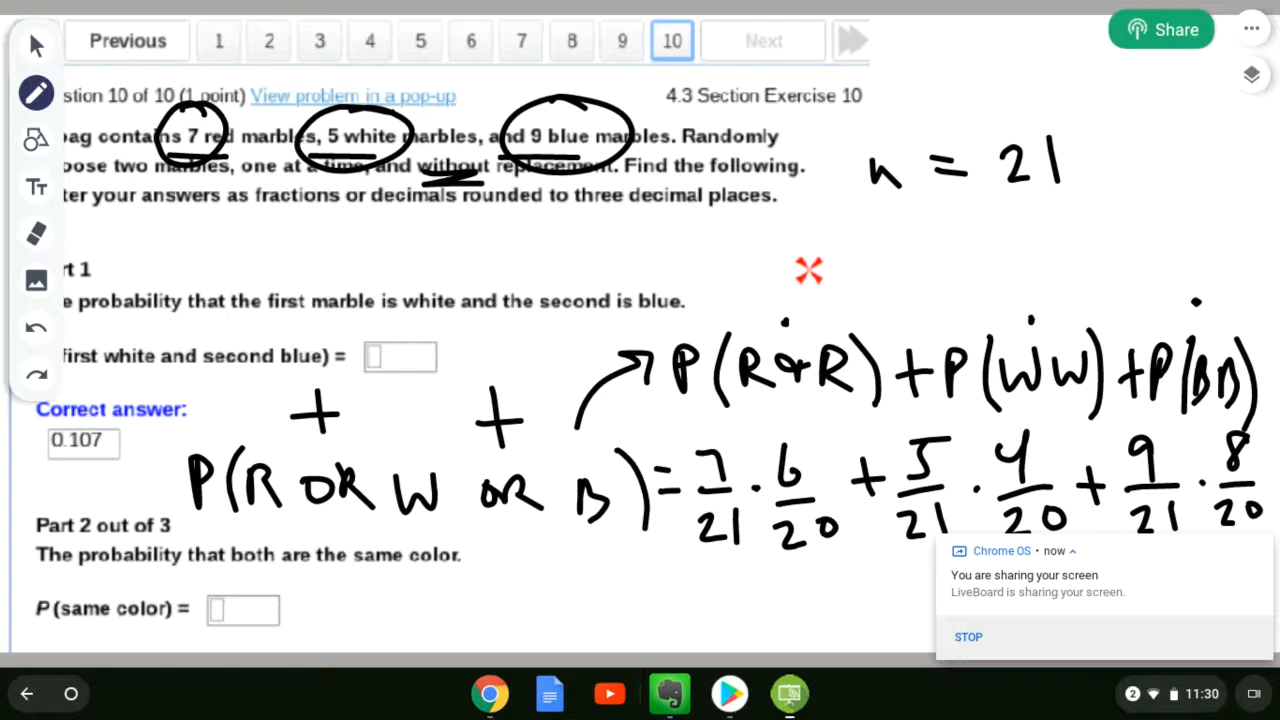 Previous 1 2 3 4 5 6 7 8 9 10 Next
Share
stion 10 of 10 (1 point) View problem in a pop-up 4.3 Section Exercise 10
bag contains 7 red marbles, 5 white marbles, and 9 blue marbles. Randomly
oose two marbles, one at a time, and without replacement. Find the following.
ter your answers as fractions or decimals rounded to three decimal places.
n = 21
rt 1
e probability that the first marble is white and the second is blue.
first white and second blue) =
P(R & R) + P(WW) + P(BB)
Correct answer:
0.107
+ +
P(R OR W OR B) = 7/21 · 6/20 + 5/21 · 4/20 + 9/21 · 8/20
Part 2 out of 3
The probability that both are the same color.
P(same color) =
Chrome OS • now
You are sharing your screen
LiveBoard is sharing your screen.
STOP
2 11:30